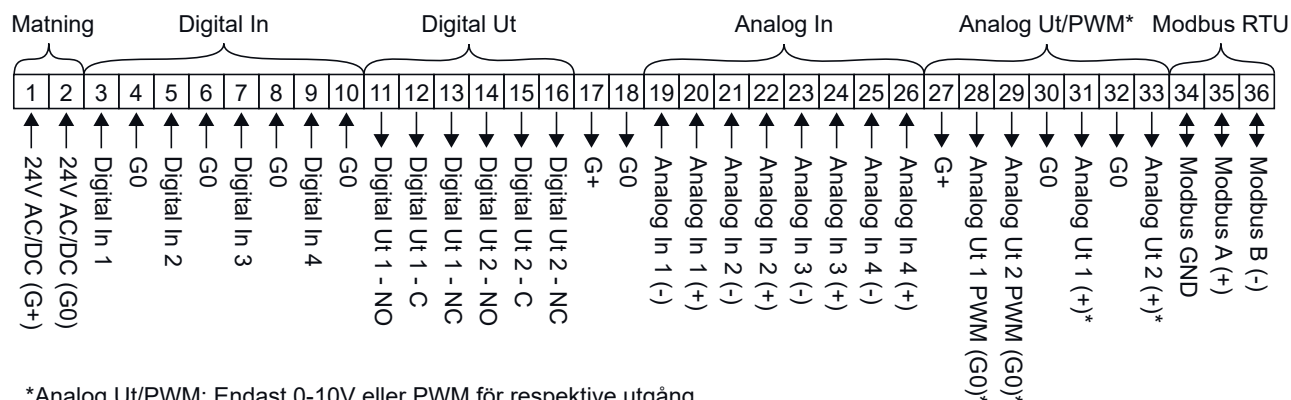 Matning Digital In Digital Ut Analog In Analog Ut/PWM* Modbus RTU
1 2 3 4 5 6 7 8 9 10 11 12 13 14 15 16 17 18 19 20 21 22 23 24 25 26 27 28 29 30 31 32 33 34 35 36
24V AC/DC (G+)
24V AC/DC (G0)
Digital In 1
G0
Digital In 2
G0
Digital In 3
G0
Digital In 4
G0
Digital Ut 1 - NO
Digital Ut 1 - C
Digital Ut 1 - NC
Digital Ut 2 - NO
Digital Ut 2 - C
Digital Ut 2 - NC
G+
G0
Analog In 1 (-)
Analog In 1 (+)
Analog In 2 (-)
Analog In 2 (+)
Analog In 3 (-)
Analog In 3 (+)
Analog In 4 (-)
Analog In 4 (+)
G+
Analog Ut 1 PWM (G0)*
Analog Ut 2 PWM (G0)*
G0
Analog Ut 1 (+)*
G0
Analog Ut 2 (+)*
Modbus GND
Modbus A (+)
Modbus B (-)
*Analog Ut/PWM: Endast 0-10V eller PWM för respektive utgång